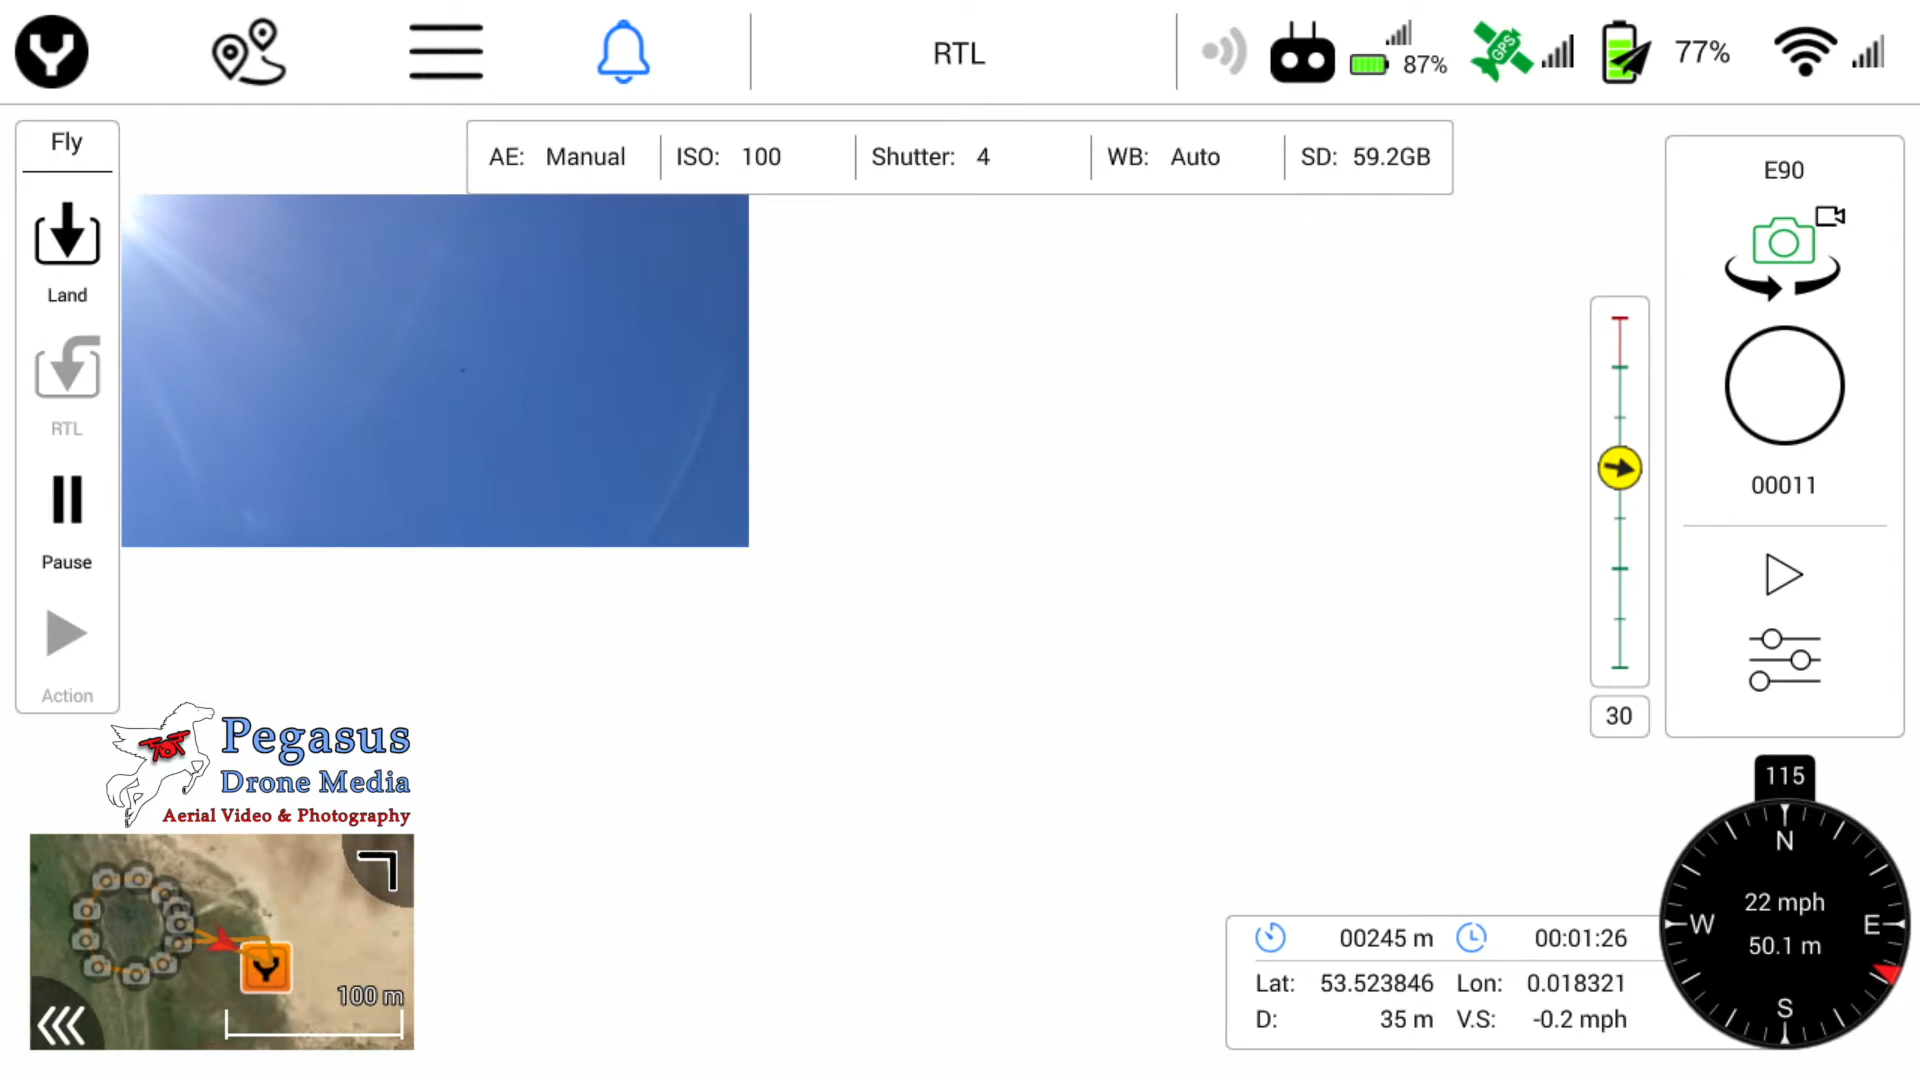 RTL
87%
GPS
77%
Fly
Land
RTL
Pause
Action
AE: Manual ISO: 100 Shutter: 4 WB: Auto SD: 59.2GB
E90
00011
30
Pegasus
Drone Media
Aerial Video & Photography
100 m
00245 m 00:01:26
Lat: 53.523846 Lon: 0.018321
D: 35 m V.S: -0.2 mph
115
N
W E
S
22 mph
50.1 m